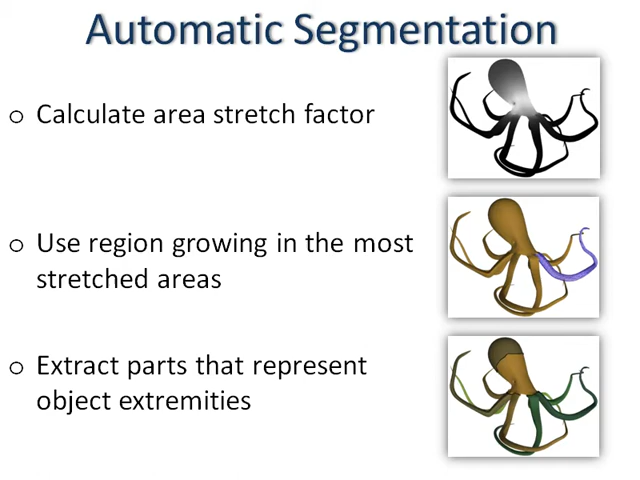 Automatic Segmentation
o Calculate area stretch factor
o Use region growing in the most
stretched areas
o Extract parts that represent
object extremities